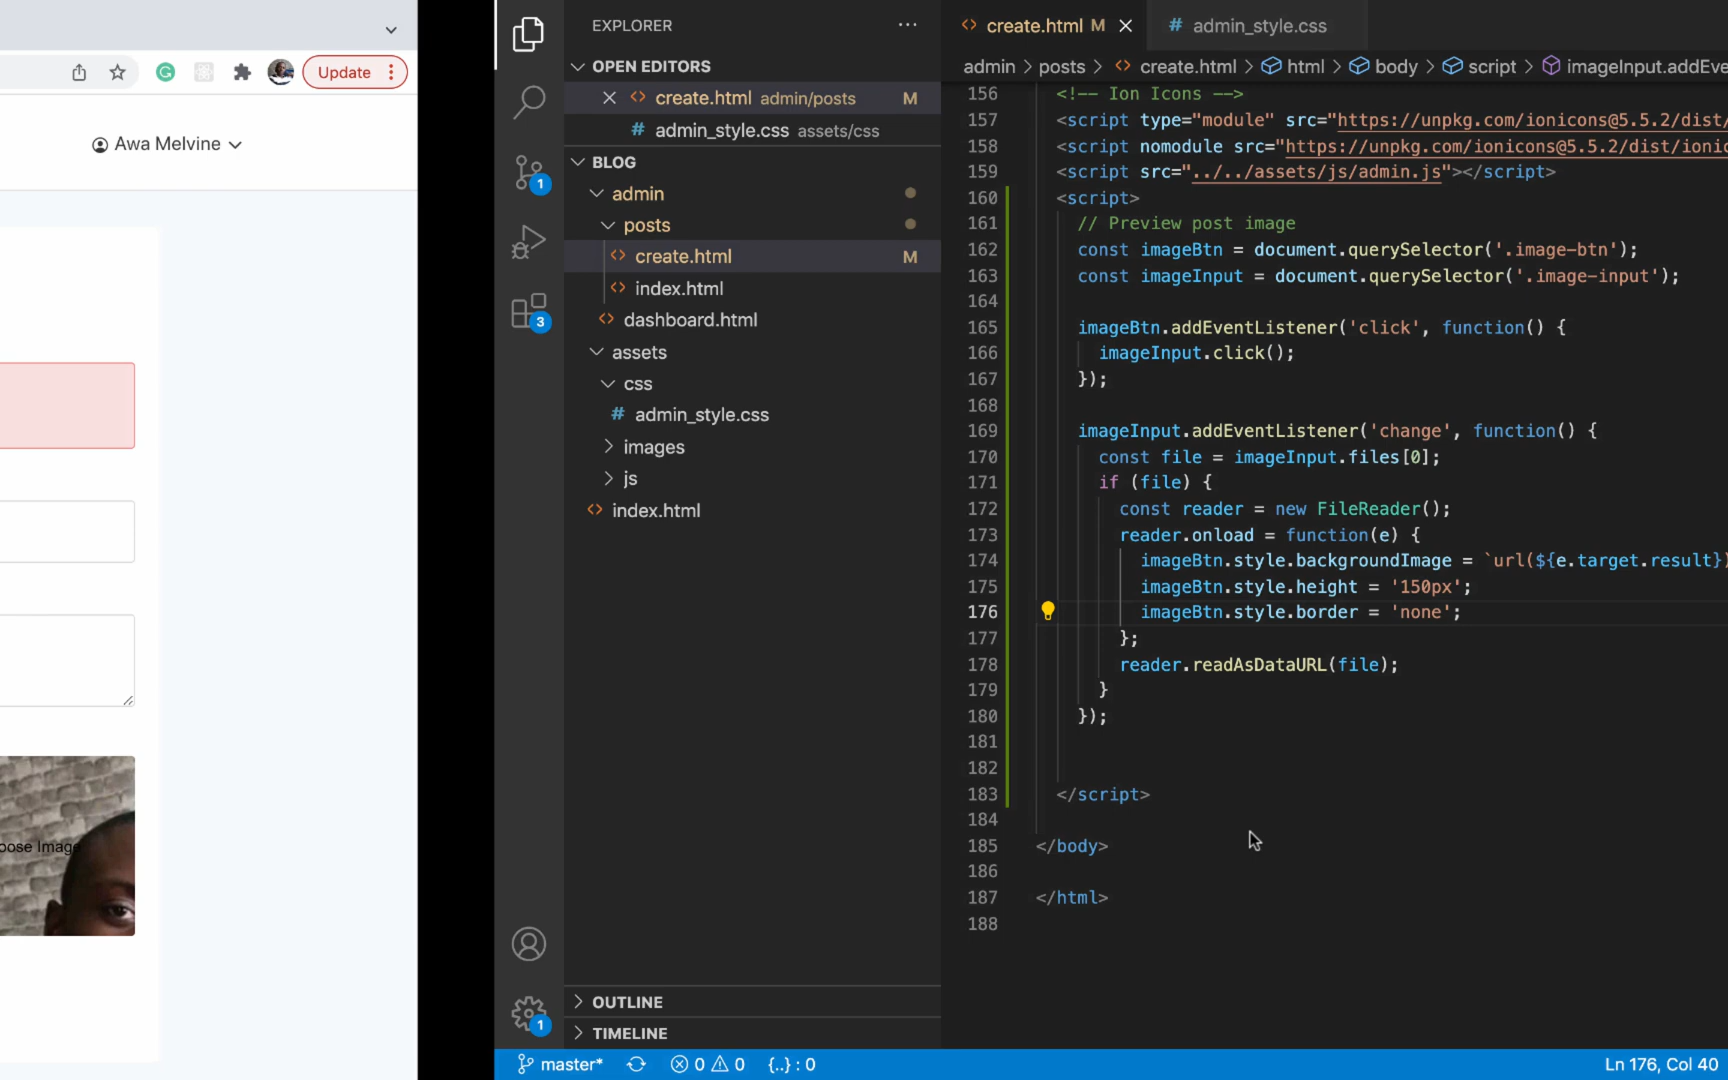 Update
Awa Melvine
oose Image
EXPLORER
OPEN EDITORS
create.html admin/posts M
admin_style.css assets/css
BLOG
admin
posts
create.html M
index.html
dashboard.html
assets
css
admin_style.css
images
js
index.html
OUTLINE
TIMELINE
1
3
1
create.html M
admin_style.css
admin > posts > create.html > html > body > script > imageInput.addEve
156 <!-- Ion Icons -->
157 <script type="module" src="https://unpkg.com/ionicons@5.5.2/dist/
158 <script nomodule src="https://unpkg.com/ionicons@5.5.2/dist/ionic
159 <script src="../../assets/js/admin.js"></script>
160 <script>
161 // Preview post image
162 const imageBtn = document.querySelector('.image-btn');
163 const imageInput = document.querySelector('.image-input');
164
165 imageBtn.addEventListener('click', function() {
166 imageInput.click();
167 });
168
169 imageInput.addEventListener('change', function() {
170 const file = imageInput.files[0];
171 if (file) {
172 const reader = new FileReader();
173 reader.onload = function(e) {
174 imageBtn.style.backgroundImage = `url(${e.target.result})
175 imageBtn.style.height = '150px';
176 imageBtn.style.border = 'none';
177 };
178 reader.readAsDataURL(file);
179 }
180 });
181
182
183 </script>
184
185 </body>
186
187 </html>
188
master* 0 0 {..} : 0
Ln 176, Col 40